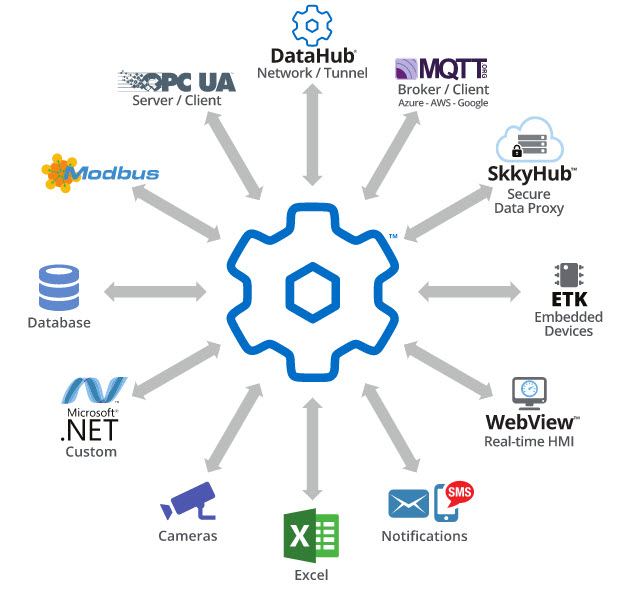 DataHub®
Network / Tunnel
OPC UA
Server / Client
MQTT.ORG
Broker / Client
Azure - AWS - Google
SkkyHub™
Secure
Data Proxy
Modbus
™
Database
ETK
Embedded
Devices
Microsoft®
.NET
Custom
™
WebView™
Real-time HMI
Cameras
X
Excel
SMS
Notifications